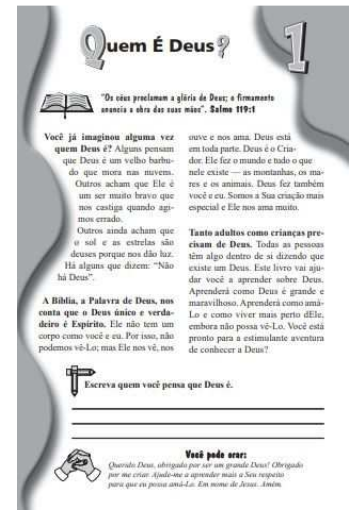 Quem É Deus?
1
"Os céus proclamam a glória de Deus; o firmamento
anuncia a obra das suas mãos". Salmo 119:1
Você já imaginou alguma vez
quem Deus é? Alguns pensam
que Deus é um velho barbu-
do que mora nas nuvens.
Outros acham que Ele é
um ser muito bravo que
nos castiga quando agi-
mos errado.
Outros ainda acham que
o sol e as estrelas são
deuses porque nos dão luz.
Há alguns que dizem: "Não
há Deus".
A Bíblia, a Palavra de Deus, nos
conta que o Deus único e verda-
deiro é Espírito. Ele não tem um
corpo como você e eu. Por isso, não
podemos vê-Lo; mas Ele nos vê, nos
ouve e nos ama. Deus está
em toda parte. Deus é o Cria-
dor. Ele fez o mundo e tudo o que
nele existe — as montanhas, os ma-
res e os animais. Deus fez também
você e eu. Somos a Sua criação mais
especial e Ele nos ama muito.
Tanto adultos como crianças pre-
cisam de Deus. Todas as pessoas
têm algo dentro de si dizendo que
existe um Deus. Este livro vai aju-
dar você a aprender sobre Deus.
Aprenderá como Deus é grande e
maravilhoso. Aprenderá como amá-
Lo e como viver mais perto dEle,
embora não possa vê-Lo. Você está
pronto para a estimulante aventura
de conhecer a Deus?
Escreva quem você pensa que Deus é.
Você pode orar:
Querido Deus, obrigado por ser um grande Deus! Obrigado
por me criar. Ajude-me a aprender mais a Seu respeito
para que eu possa amá-Lo. Em nome de Jesus. Amém.